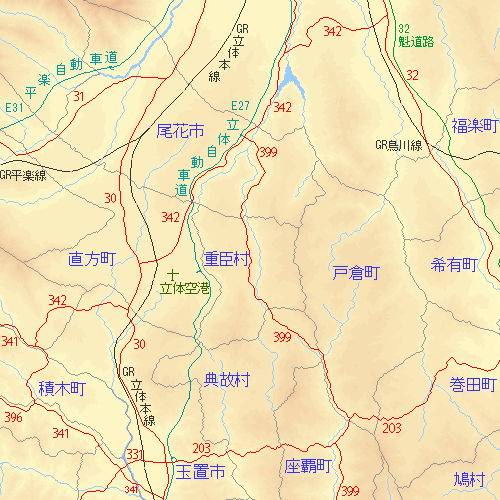 GR立体本線
342
32
魁道路
平楽自動車道
32
31
E31
E27
342
尾花市
立体自動車道
福楽町
399
GR鳥川線
GR平楽線
30
342
直方町
重臣村
戸倉町
希有町
立体空港
342
30
341
399
GR立体本線
典故村
積木町
巻田町
396
341
203
203
331
玉置市
座覇町
鳩村
341
399